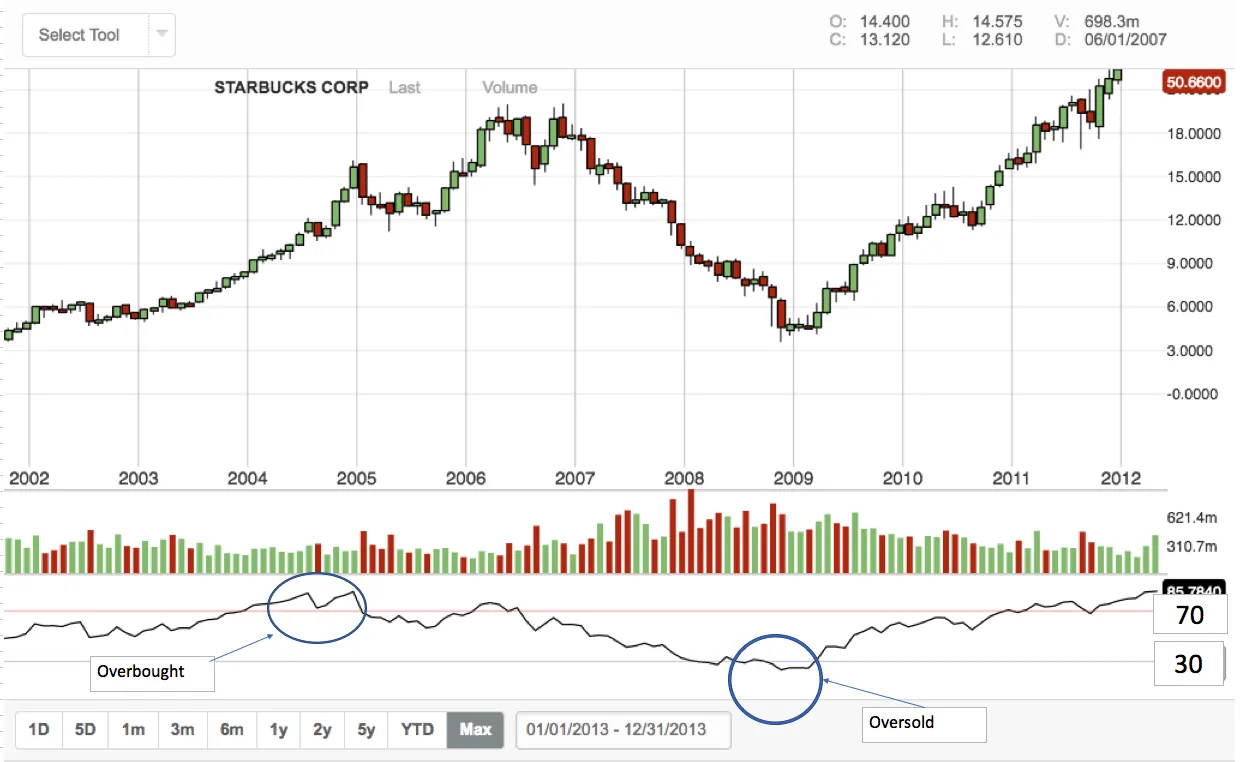 Select Tool
O: 14.400 H: 14.575 V: 698.3m
C: 13.120 L: 12.610 D: 06/01/2007
STARBUCKS CORP Last Volume
50.6600
18.0000
15.0000
12.0000
9.0000
6.0000
3.0000
-0.0000
2002 2003 2004 2005 2006 2007 2008 2009 2010 2011 2012
621.4m
310.7m
85.7840
70
30
Overbought
Oversold
1D 5D 1m 3m 6m 1y 2y 5y YTD Max 01/01/2013 - 12/31/2013